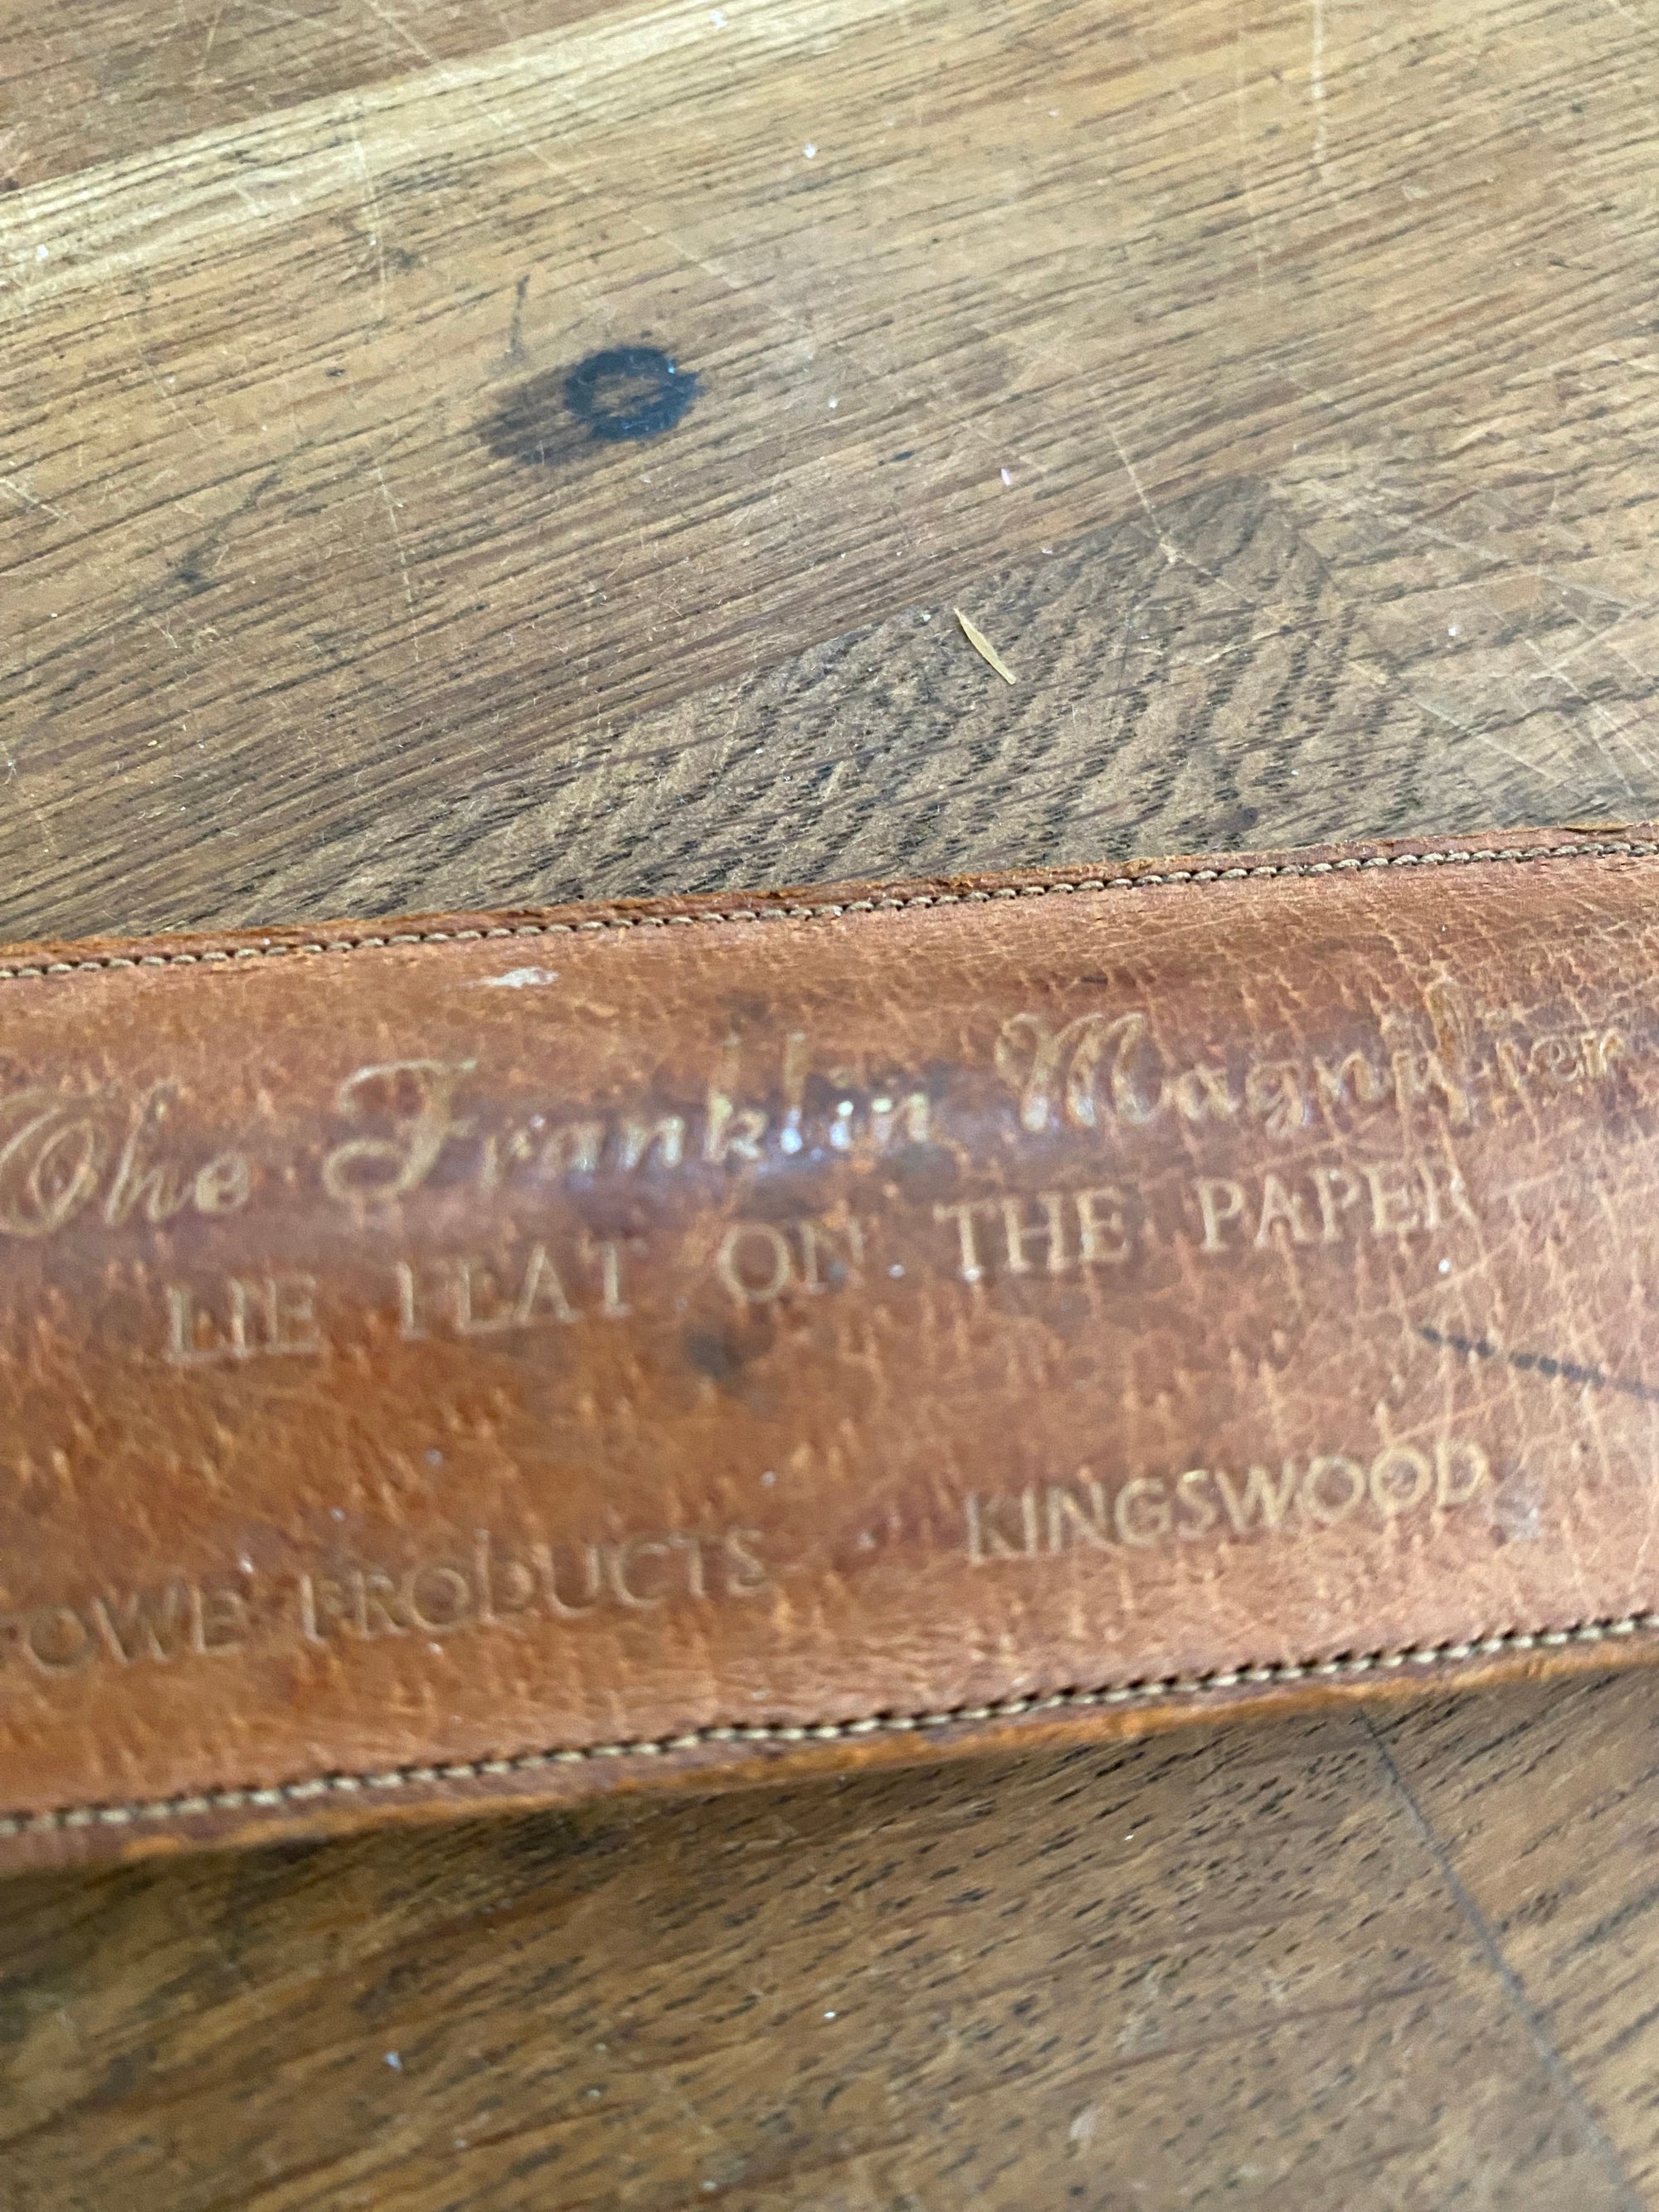 The Franklin Magnifier
LIE FLAT ON THE PAPER
PRODUCTS KINGSWOOD